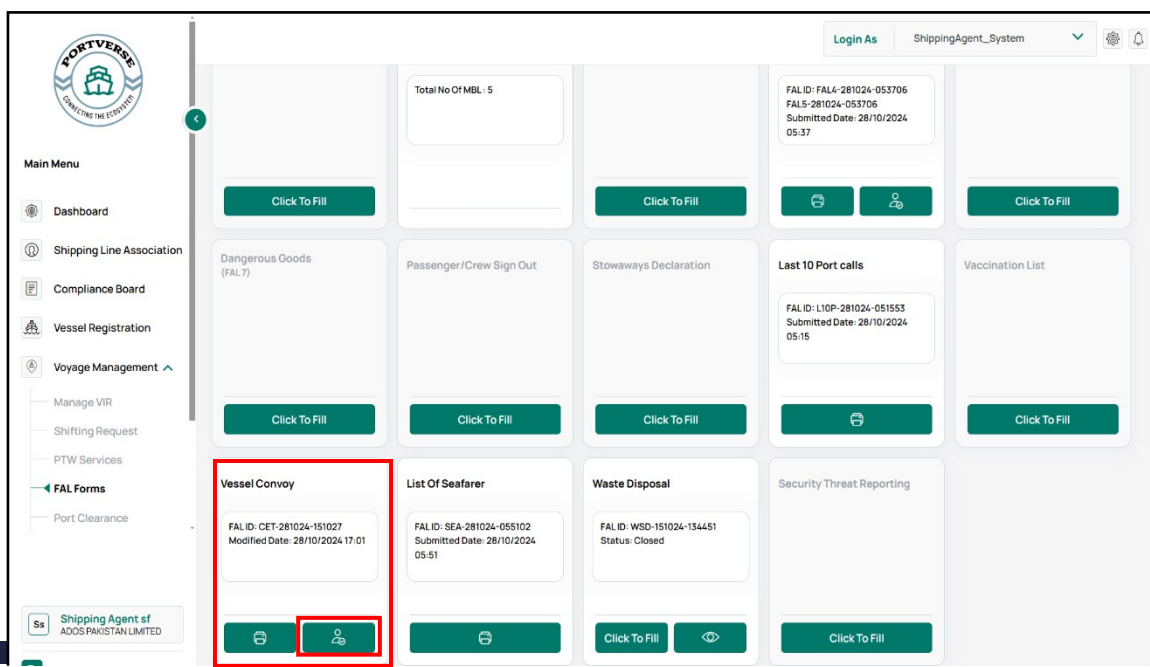 PORTVERSE
CONNECTING THE ECOSYSTEM
Login As ShippingAgent_System
Main Menu
Dashboard
Shipping Line Association
Compliance Board
Vessel Registration
Voyage Management
Manage VIR
Shifting Request
PTW Services
FAL Forms
Port Clearance
Ss
Shipping Agent sf
ADOS PAKISTAN LIMITED
Click To Fill
Total No Of MBL : 5
Click To Fill
FAL ID: FAL4-281024-053706
FAL5-281024-053706
Submitted Date: 28/10/2024
05:37
Click To Fill
Dangerous Goods
(FAL 7)
Click To Fill
Passenger/Crew Sign Out
Click To Fill
Stowaways Declaration
Click To Fill
Last 10 Port calls
FAL ID: L10P-281024-051553
Submitted Date: 28/10/2024
05:15
Vaccination List
Click To Fill
Vessel Convoy
FAL ID: CET-281024-151027
Modified Date: 28/10/2024 17:01
List Of Seafarer
FAL ID: SEA-281024-055102
Submitted Date: 28/10/2024
05:51
Waste Disposal
FAL ID: WSD-151024-134451
Status: Closed
Click To Fill
Security Threat Reporting
Click To Fill